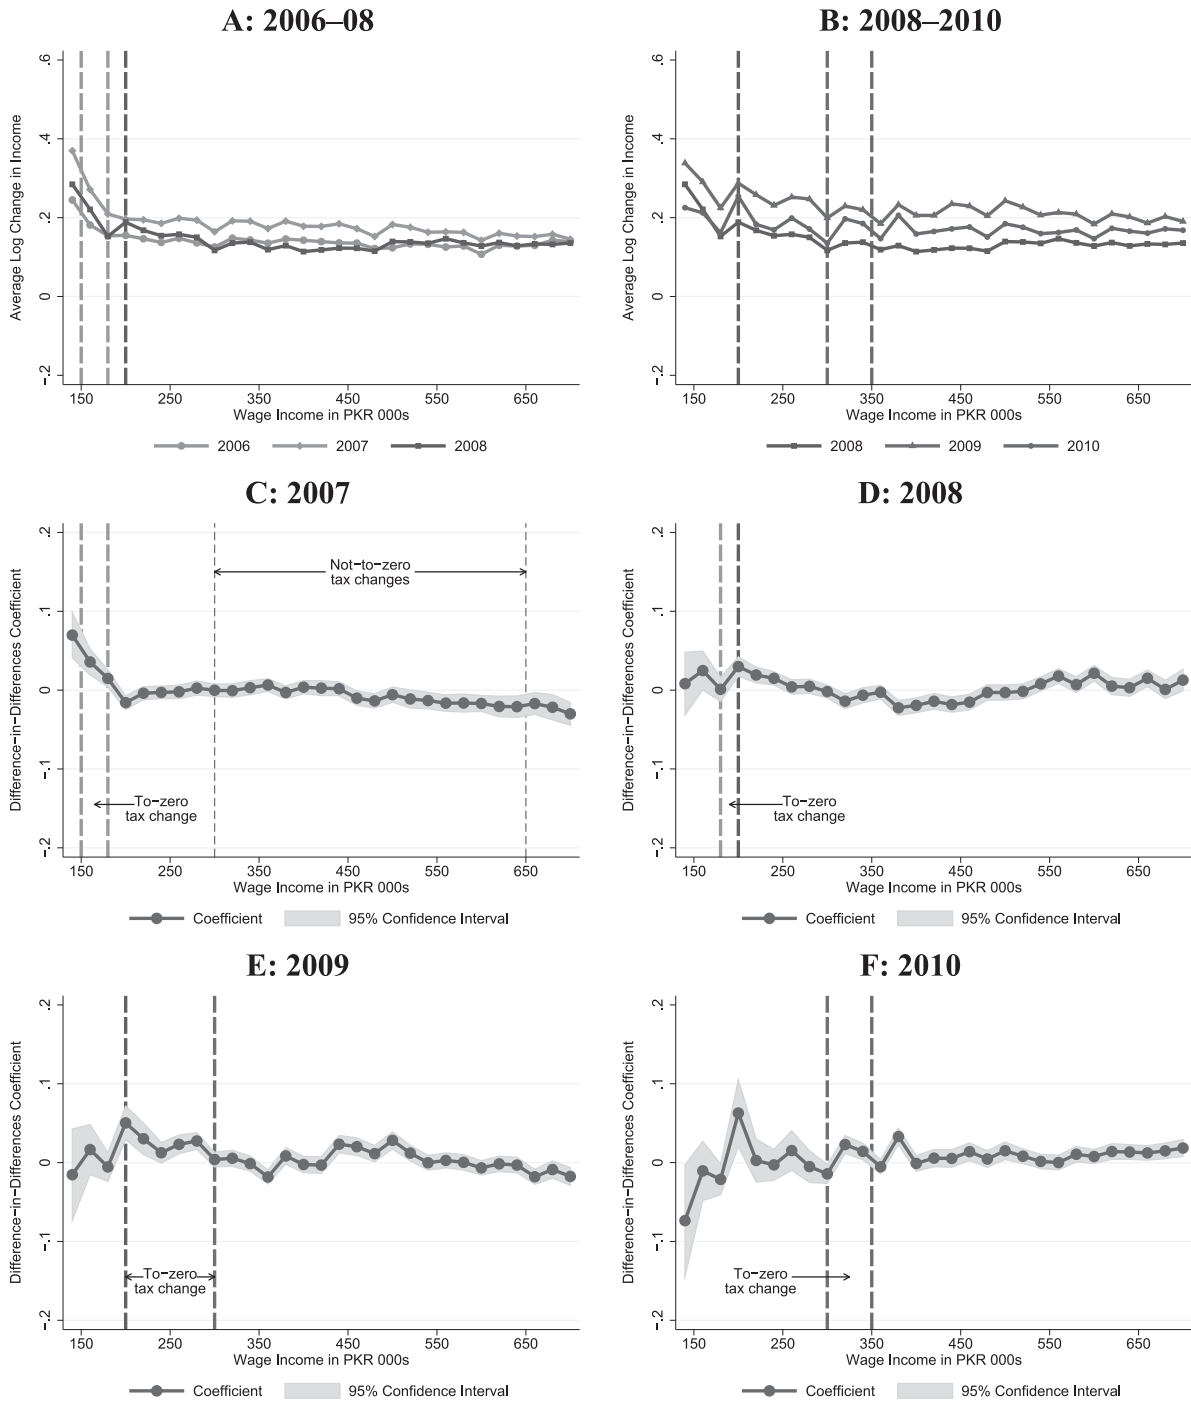 A: 2006–08
Average Log Change in Income
.6
.4
.2
0
−.2
150 250 350 450 550 650
Wage Income in PKR 000s
2006 2007 2008
B: 2008–2010
Average Log Change in Income
.6
.4
.2
0
−.2
150 250 350 450 550 650
Wage Income in PKR 000s
2008 2009 2010
C: 2007
Difference−in−Differences Coefficient
.2
.1
0
−.1
−.2
Not−to−zero
tax changes
To−zero
tax change
150 250 350 450 550 650
Wage Income in PKR 000s
Coefficient 95% Confidence Interval
D: 2008
Difference−in−Differences Coefficient
.2
.1
0
−.1
−.2
To−zero
tax change
150 250 350 450 550 650
Wage Income in PKR 000s
Coefficient 95% Confidence Interval
E: 2009
Difference−in−Differences Coefficient
.2
.1
0
−.1
−.2
To−zero
tax change
150 250 350 450 550 650
Wage Income in PKR 000s
Coefficient 95% Confidence Interval
F: 2010
Difference−in−Differences Coefficient
.2
.1
0
−.1
−.2
To−zero
tax change
150 250 350 450 550 650
Wage Income in PKR 000s
Coefficient 95% Confidence Interval